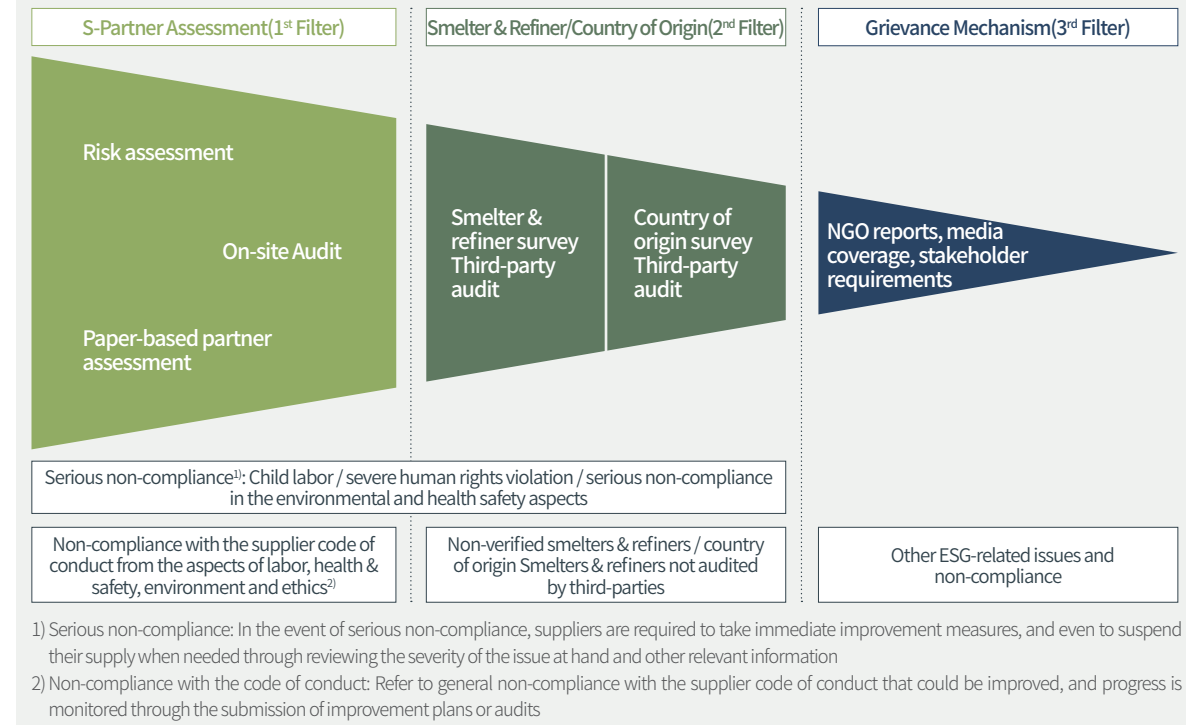 S-Partner Assessment(1st Filter)
Smelter & Refiner/Country of Origin(2nd Filter)
Grievance Mechanism(3rd Filter)
Risk assessment
On-site Audit
Paper-based partner
assessment
Smelter &
refiner survey
Third-party
audit
Country of
origin survey
Third-party
audit
NGO reports, media
coverage, stakeholder
requirements
Serious non-compliance1): Child labor / severe human rights violation / serious non-compliance
in the environmental and health safety aspects
Non-compliance with the supplier code of
conduct from the aspects of labor, health &
safety, environment and ethics2)
Non-verified smelters & refiners / country
of origin Smelters & refiners not audited
by third-parties
Other ESG-related issues and
non-compliance
1) Serious non-compliance: In the event of serious non-compliance, suppliers are required to take immediate improvement measures, and even to suspend
their supply when needed through reviewing the severity of the issue at hand and other relevant information
2) Non-compliance with the code of conduct: Refer to general non-compliance with the supplier code of conduct that could be improved, and progress is
monitored through the submission of improvement plans or audits